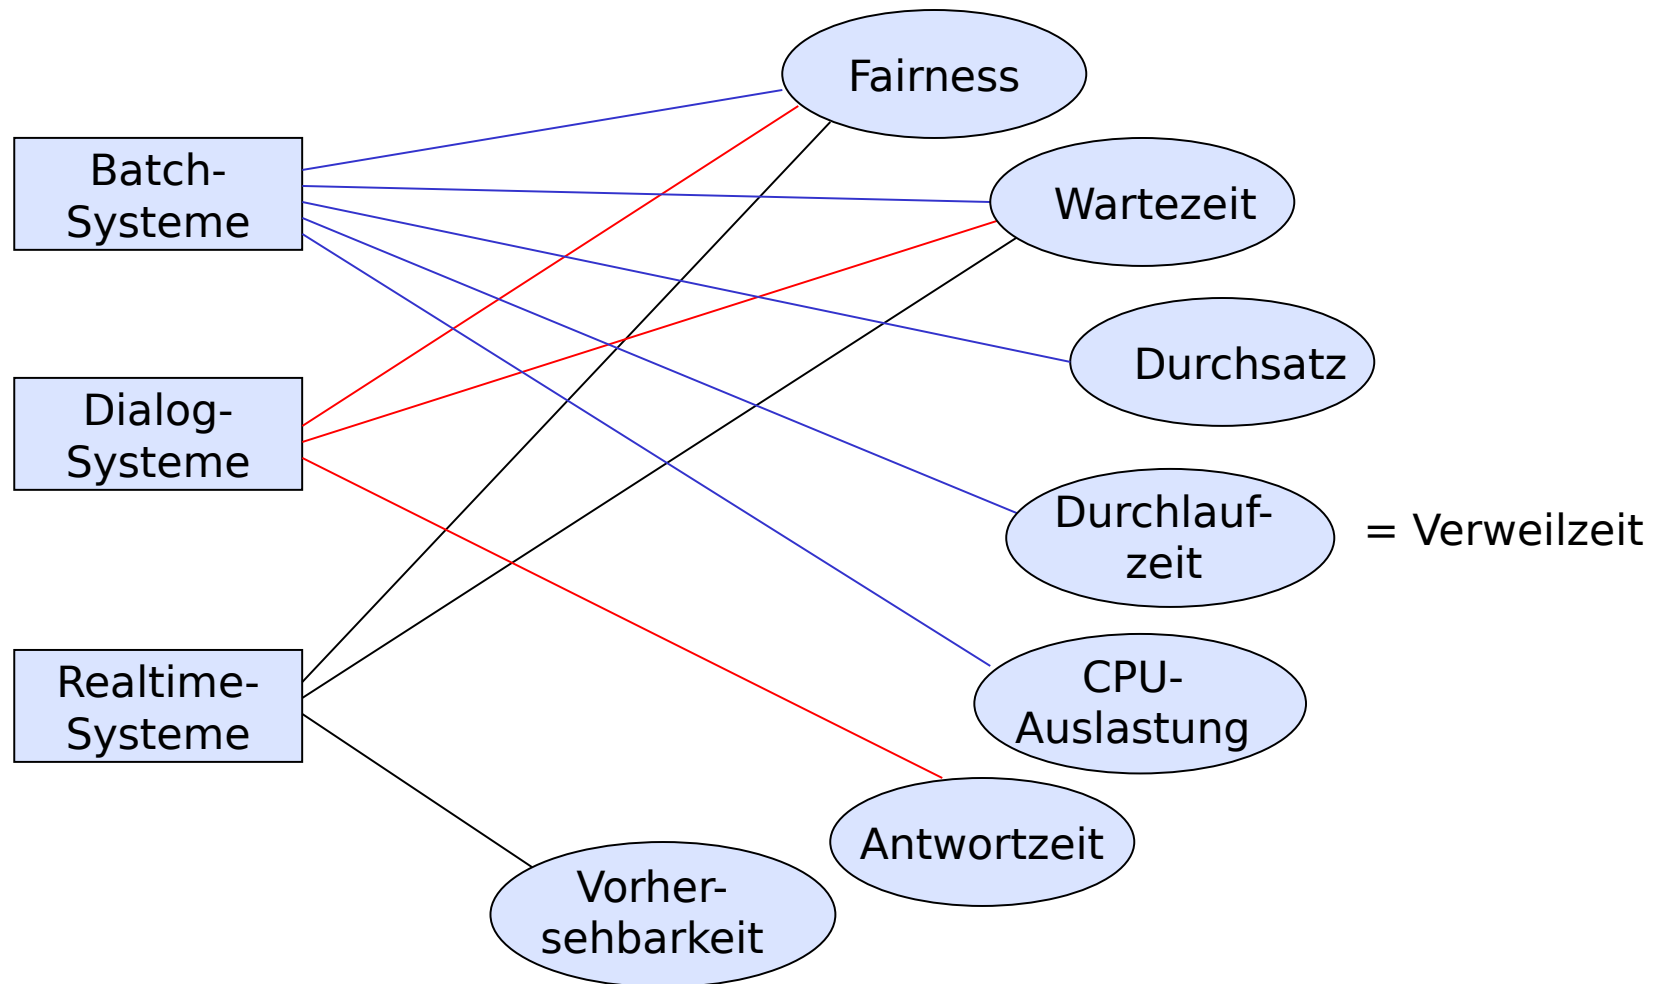 Fairness
Batch-
Systeme
Wartezeit
Durchsatz
Dialog-
Systeme
Durchlauf-
zeit
= Verweilzeit
Realtime-
Systeme
CPU-
Auslastung
Antwortzeit
Vorher-
sehbarkeit